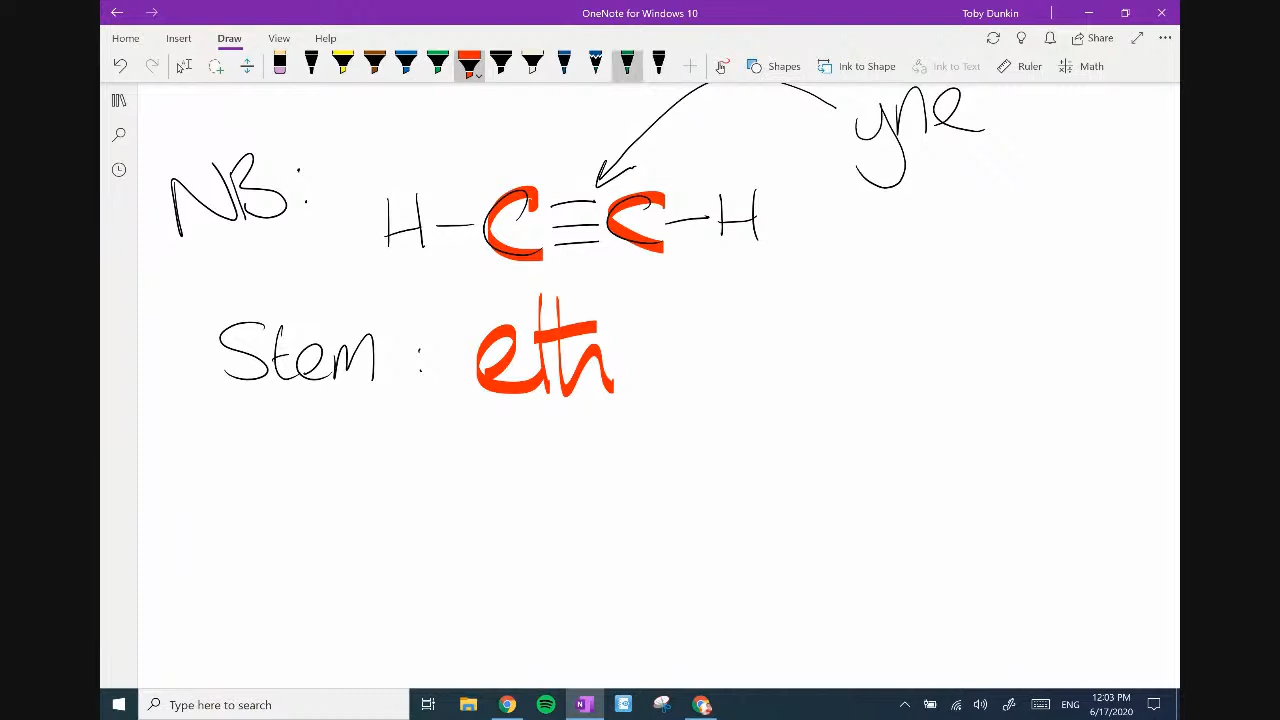 OneNote for Windows 10
Toby Dunkin
Home Insert Draw View Help
Share
Shapes Ink to Shape Ink to Text Ruler Math
yne
NB:
H-C≡C-H
Stem: eth
Type here to search
ENG
12:03 PM
6/17/2020